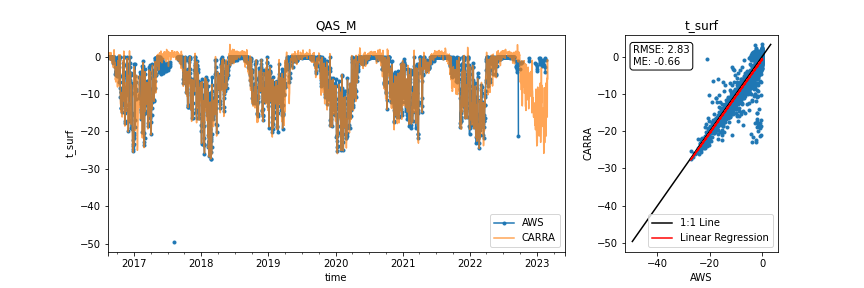 QAS_M
t_surf
0
−10
−20
−30
−40
−50
t_surf
2017
2018
2019
2020
2021
2022
2023
time
AWS
CARRA
t_surf
RMSE: 2.83
ME: -0.66
0
−10
−20
−30
−40
−50
CARRA
−40
−20
0
AWS
1:1 Line
Linear Regression